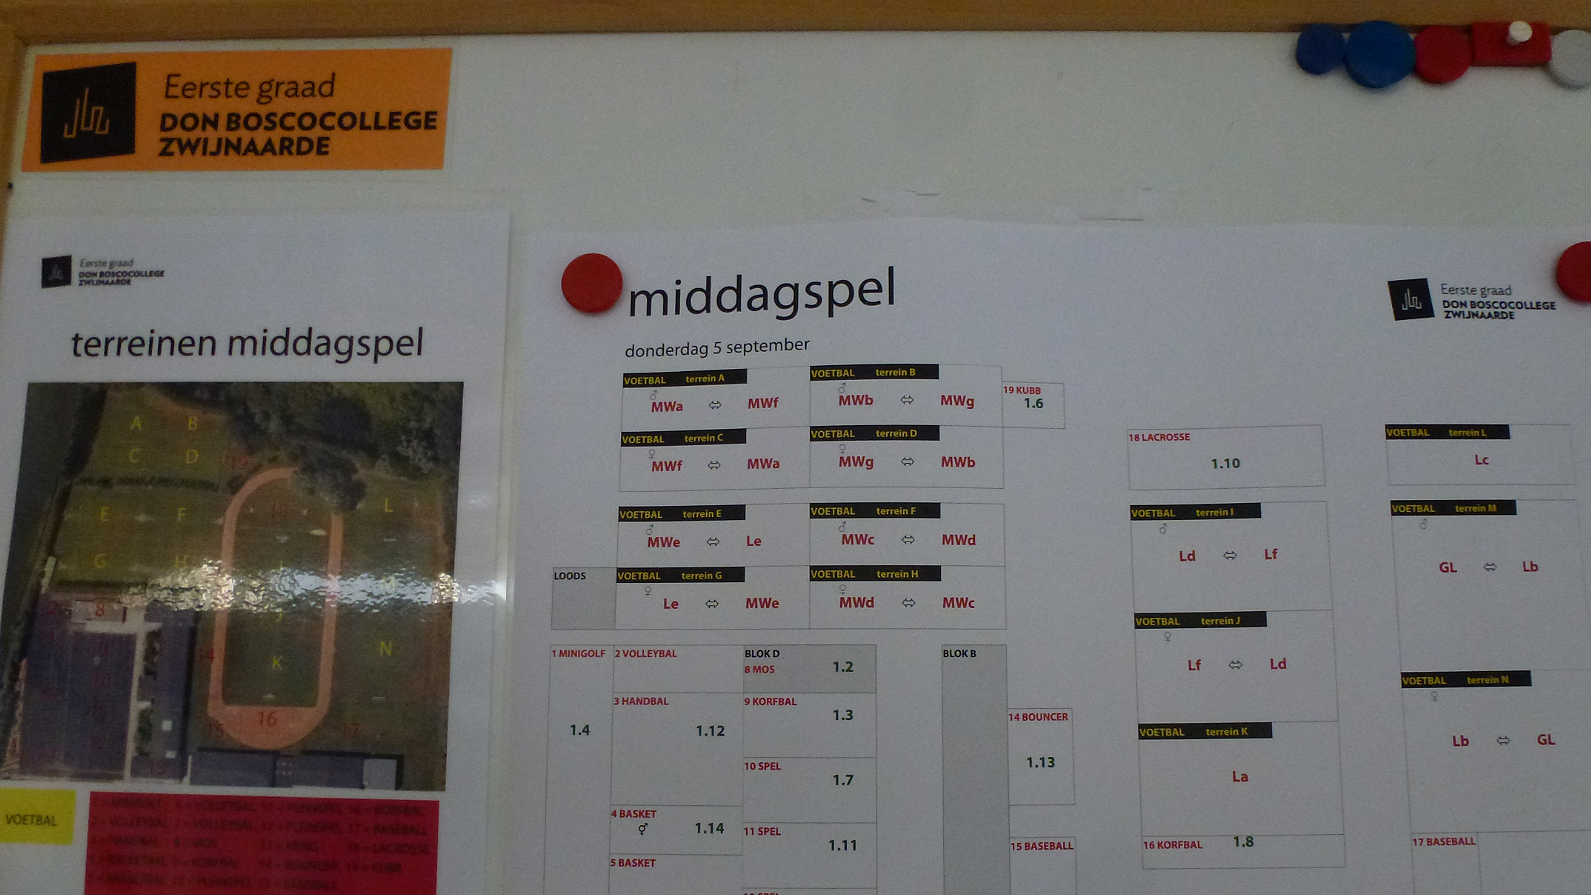 Eerste graad
DON BOSCOCOLLEGE
ZWIJNAARDE
Eerste graad
DON BOSCOCOLLEGE
ZWIJNAARDE
terreinen middagspel
A B
C D
19
E F L
G H
8
J
N
K
14
16
15 17
VOETBAL
middagspel
donderdag 5 september
Eerste graad
DON BOSCOCOLLEGE
ZWIJNAARDE
VOETBAL terrein A
♂
MWa ⇔ MWf
VOETBAL terrein B
♂
MWb ⇔ MWg
19 KUBB
1.6
VOETBAL terrein C
♀
MWf ⇔ MWa
VOETBAL terrein D
♀
MWg ⇔ MWb
18 LACROSSE
1.10
VOETBAL terrein L
Lc
VOETBAL terrein E
♂
MWe ⇔ Le
VOETBAL terrein F
♂
MWc ⇔ MWd
VOETBAL terrein I
♂
Ld ⇔ Lf
VOETBAL terrein M
♂
GL ⇔ Lb
LOODS
VOETBAL terrein G
♀
Le ⇔ MWe
VOETBAL terrein H
♀
MWd ⇔ MWc
VOETBAL terrein J
♀
Lf ⇔ Ld
VOETBAL terrein N
♀
Lb ⇔ GL
1 MINIGOLF
1.4
2 VOLLEYBAL
3 HANDBAL
1.12
4 BASKET
⚥ 1.14
5 BASKET
BLOK D
8 MOS 1.2
9 KORFBAL
1.3
10 SPEL
1.7
11 SPEL
1.11
BLOK B
14 BOUNCER
1.13
15 BASEBALL
VOETBAL terrein K
La
16 KORFBAL 1.8
17 BASEBALL